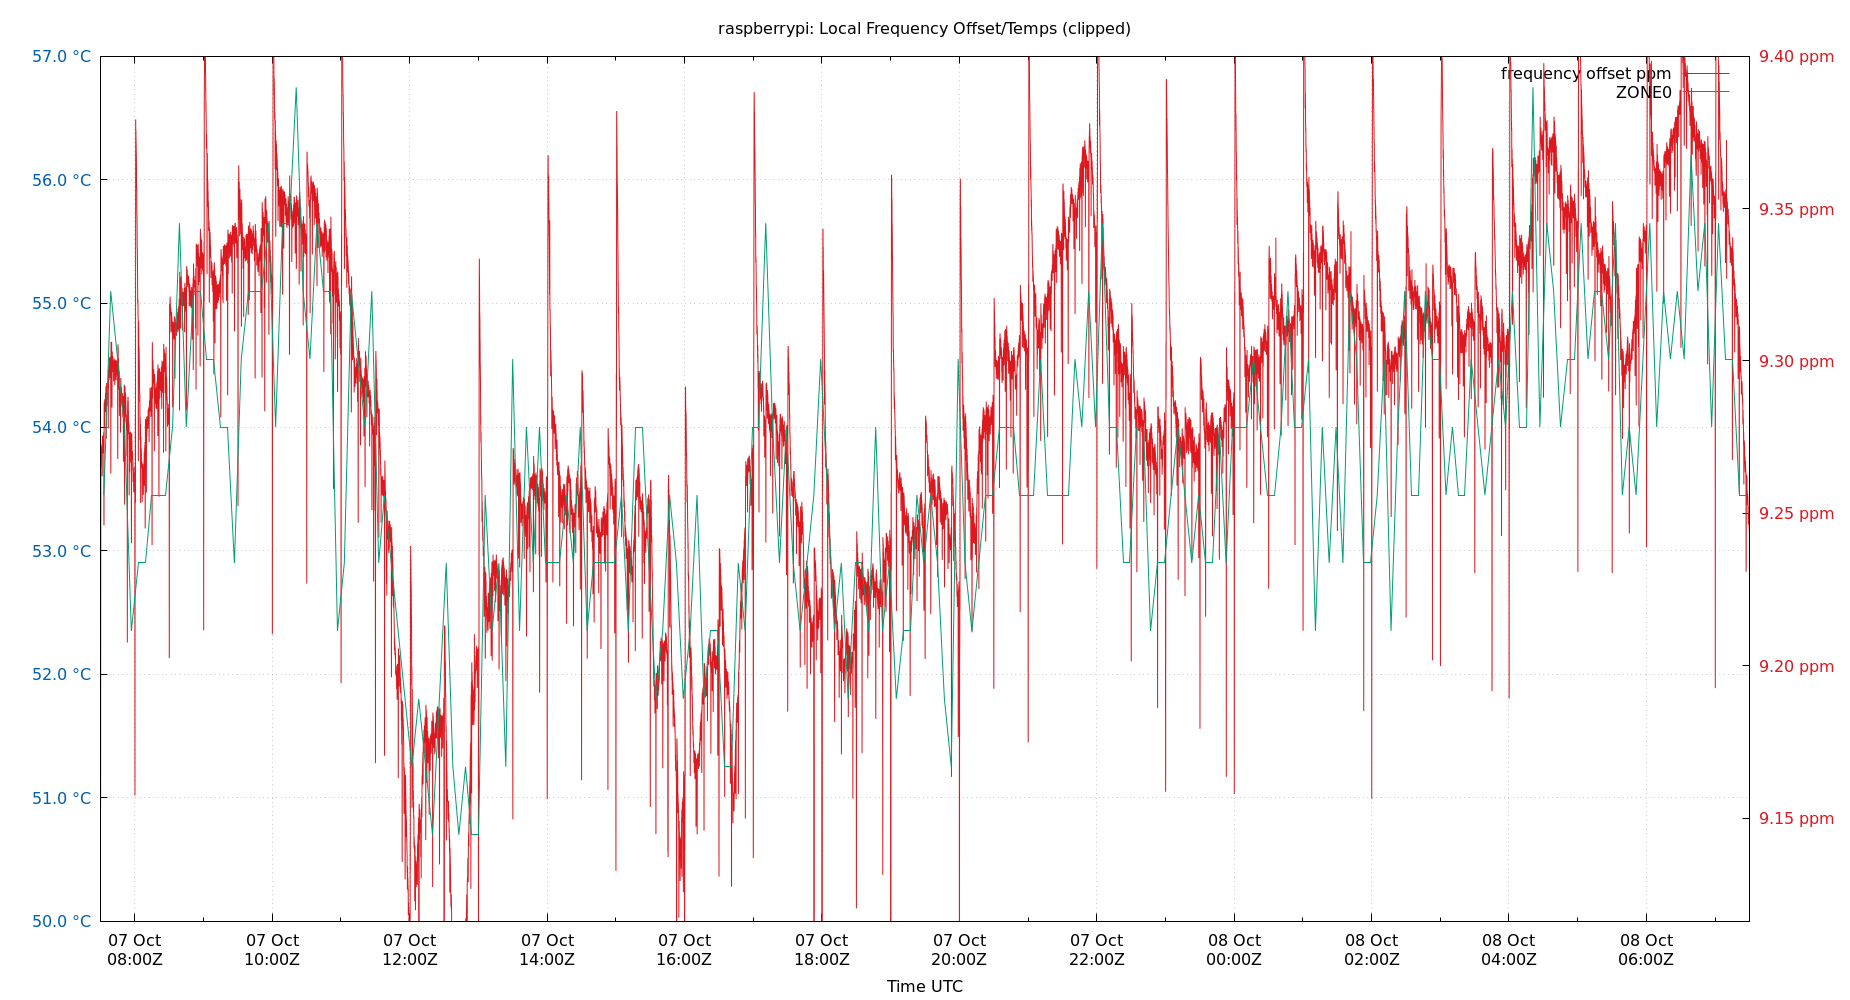 raspberrypi: Local Frequency Offset/Temps (clipped)
57.0 °C
56.0 °C
55.0 °C
54.0 °C
53.0 °C
52.0 °C
51.0 °C
50.0 °C
9.40 ppm
9.35 ppm
9.30 ppm
9.25 ppm
9.20 ppm
9.15 ppm
frequency offset ppm
ZONE0
07 Oct
08:00Z
07 Oct
10:00Z
07 Oct
12:00Z
07 Oct
14:00Z
07 Oct
16:00Z
07 Oct
18:00Z
07 Oct
20:00Z
07 Oct
22:00Z
08 Oct
00:00Z
08 Oct
02:00Z
08 Oct
04:00Z
08 Oct
06:00Z
Time UTC